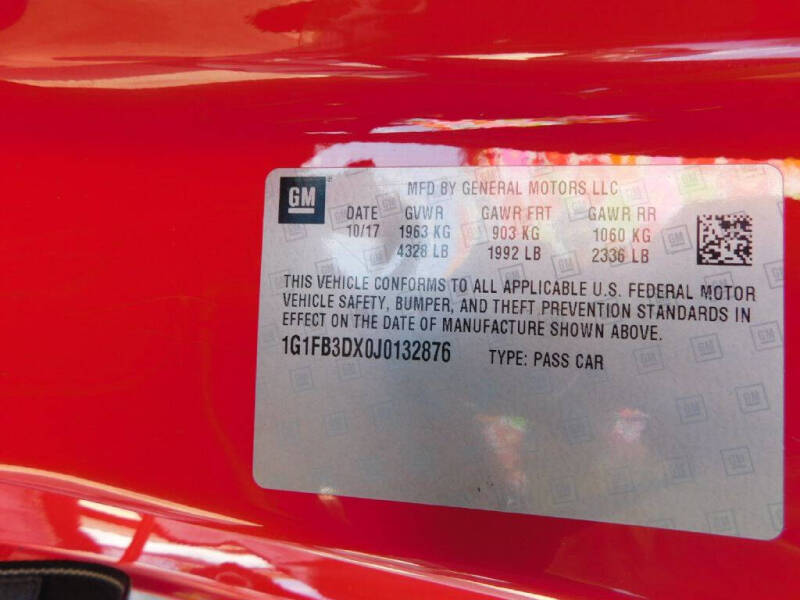 GM MFD BY GENERAL MOTORS LLC
DATE GVWR GAWR FRT GAWR RR
10/17 1963 KG 903 KG 1060 KG
4328 LB 1992 LB 2336 LB
THIS VEHICLE CONFORMS TO ALL APPLICABLE U.S. FEDERAL MOTOR
VEHICLE SAFETY, BUMPER, AND THEFT PREVENTION STANDARDS IN
EFFECT ON THE DATE OF MANUFACTURE SHOWN ABOVE.
1G1FB3DX0J0132876 TYPE: PASS CAR